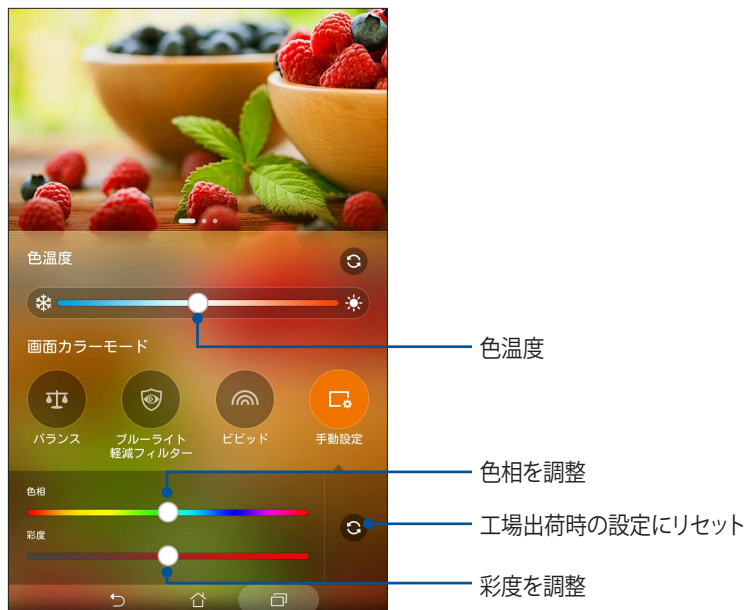 色温度
画面カラーモード
バランス
ブルーライト
軽減フィルター
ビビッド
手動設定
色相
彩度
色温度
色相を調整
工場出荷時の設定にリセット
彩度を調整